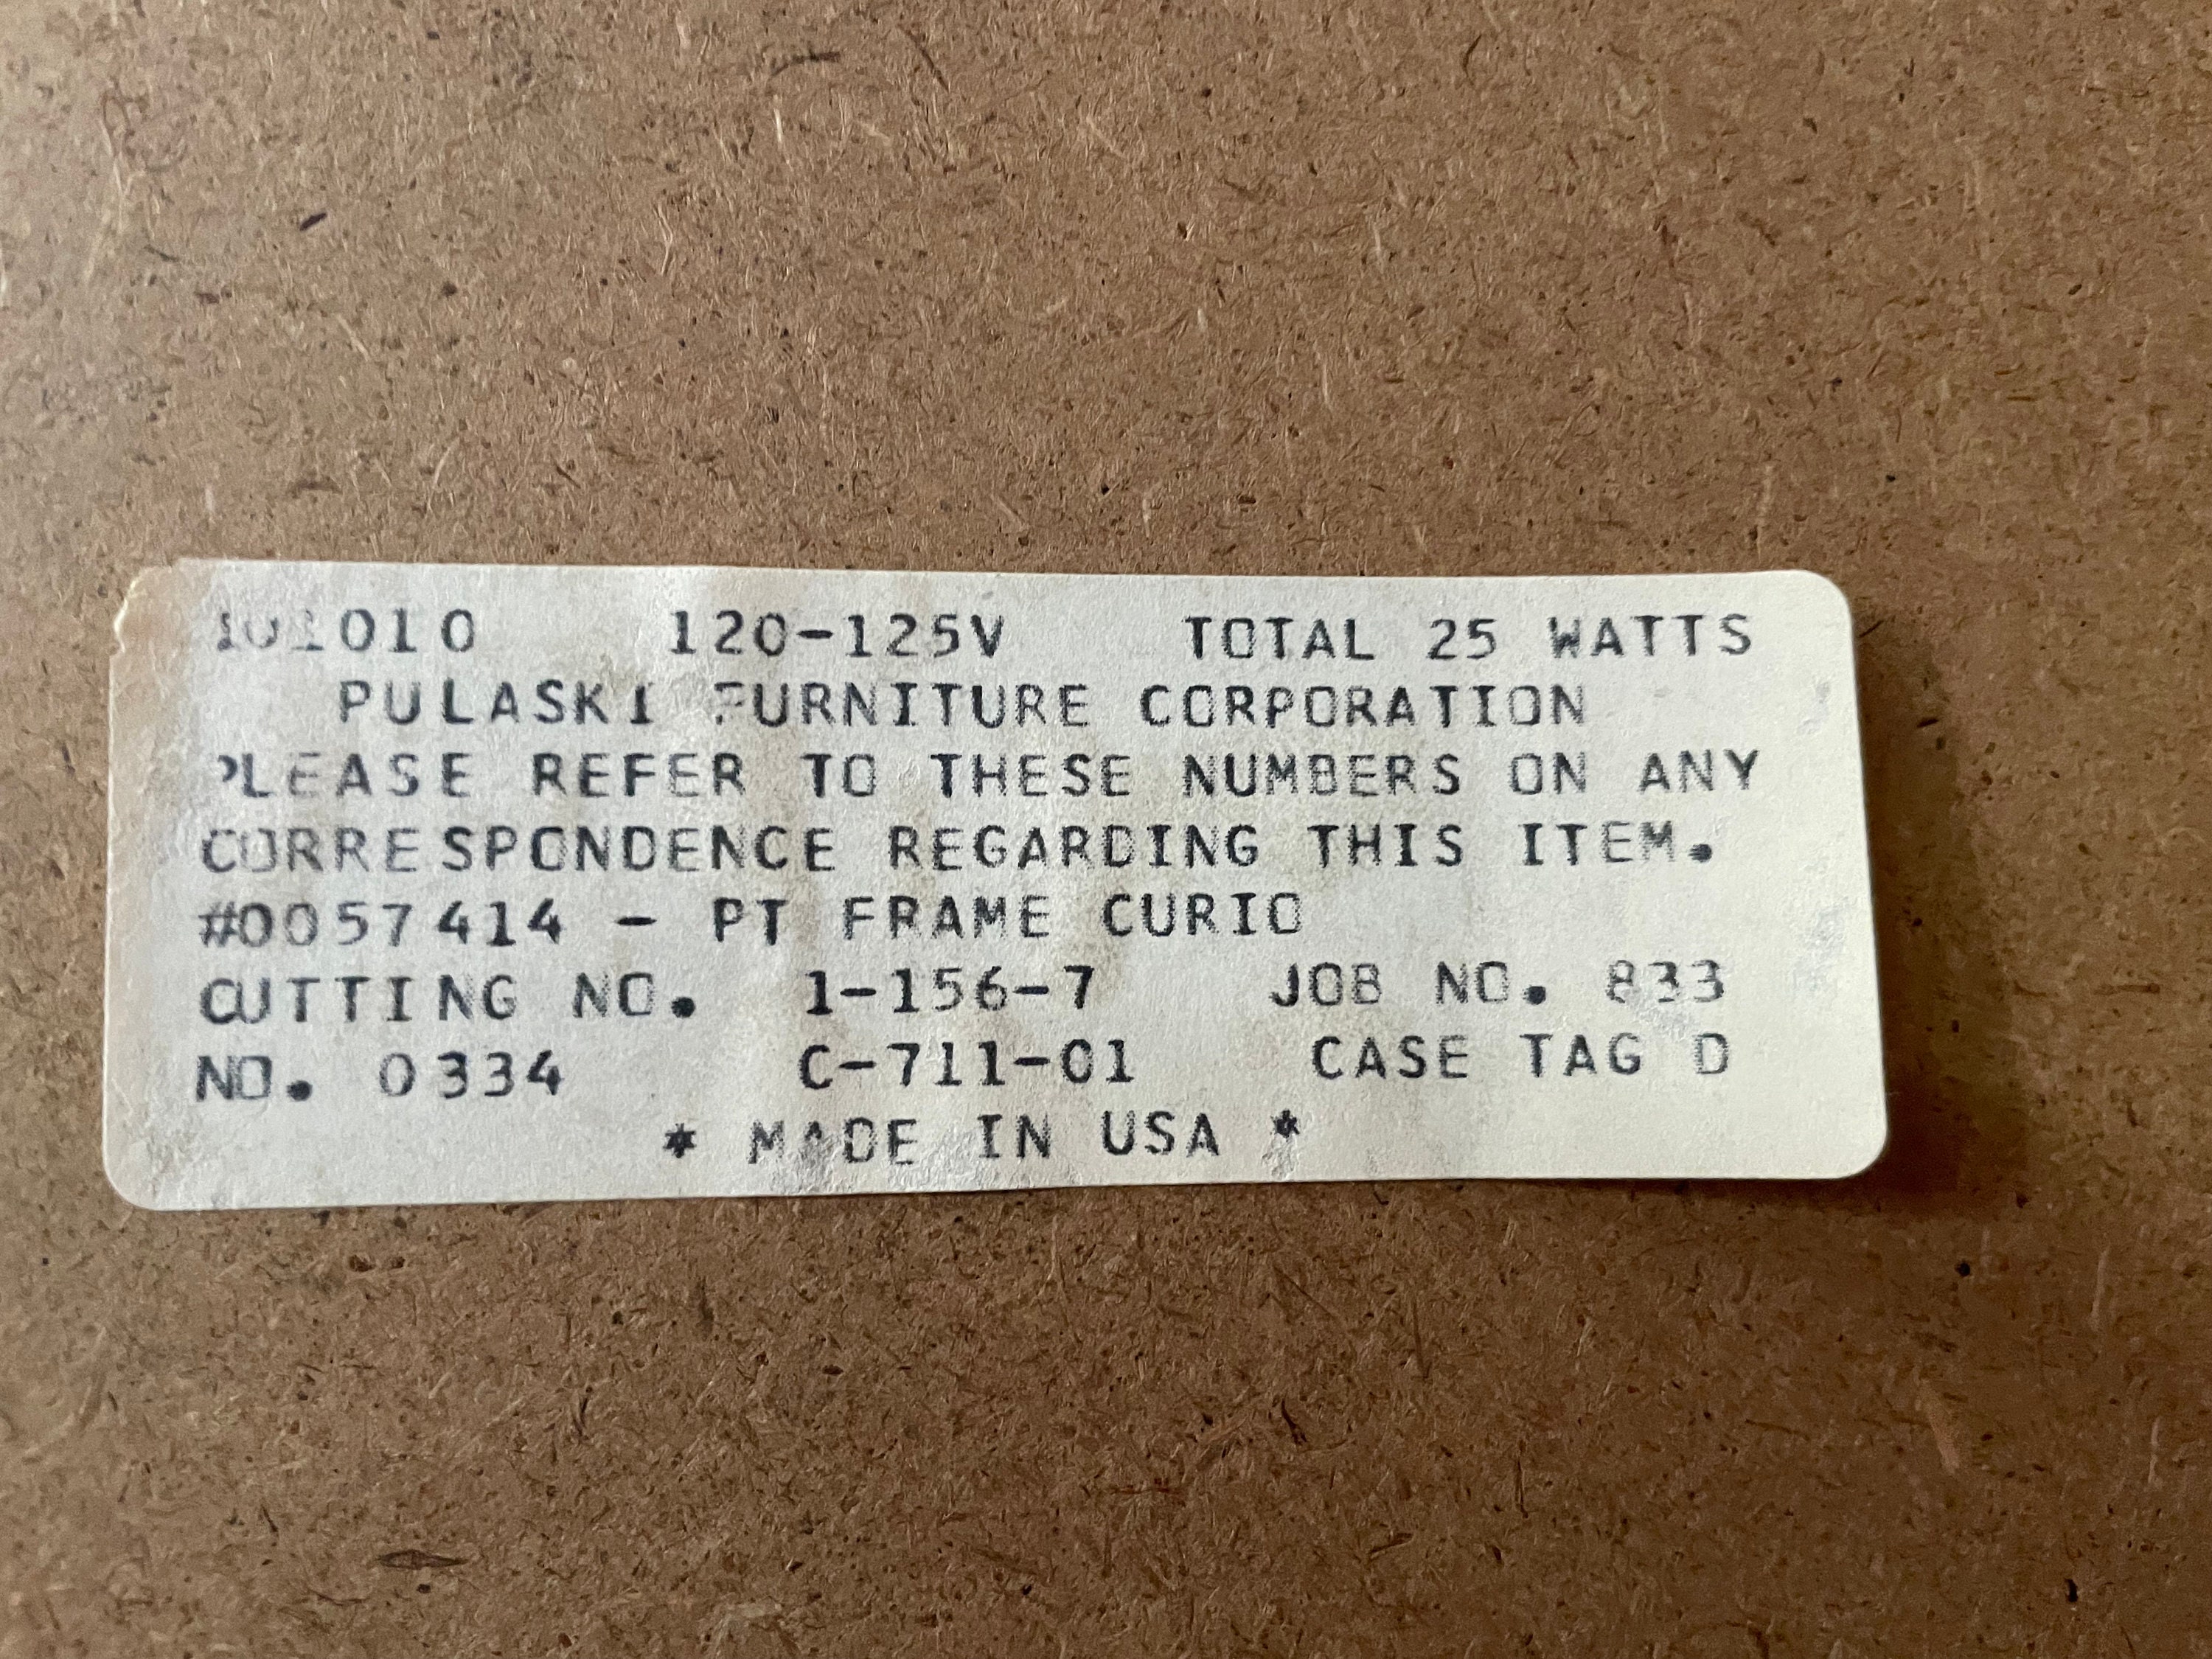 101010 120-125V TOTAL 25 WATTS
PULASKI FURNITURE CORPORATION
PLEASE REFER TO THESE NUMBERS ON ANY
CORRESPONDENCE REGARDING THIS ITEM.
#0057414 - PT FRAME CURIO
CUTTING NO. 1-156-7 JOB NO. 833
NO. 0334 C-711-01 CASE TAG D
* MADE IN USA *